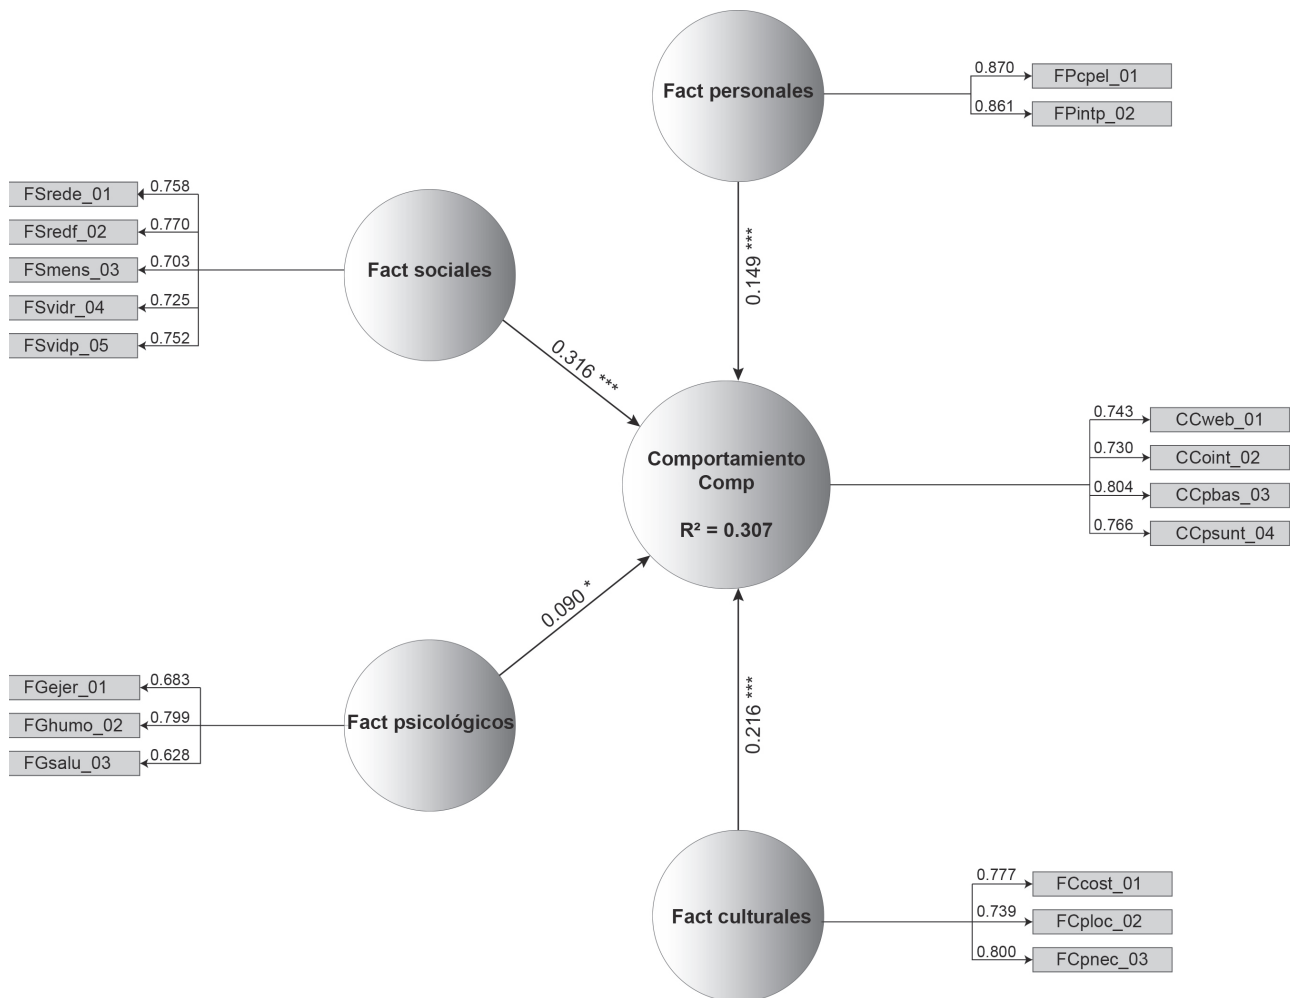 Fact personales
0.870
FPcpel_01
0.861
FPintp_02
0.149 ***
FSrede_01
0.758
FSredf_02
0.770
FSmens_03
0.703
FSvidr_04
0.725
FSvidp_05
0.752
Fact sociales
0.316 ***
Comportamiento
Comp
R² = 0.307
0.743
CCweb_01
0.730
CCoint_02
0.804
CCpbas_03
0.766
CCpsunt_04
0.090 *
FGejer_01
0.683
FGhumo_02
0.799
FGsalu_03
0.628
Fact psicológicos
0.216 ***
Fact culturales
0.777
FCcost_01
0.739
FCploc_02
0.800
FCpnec_03